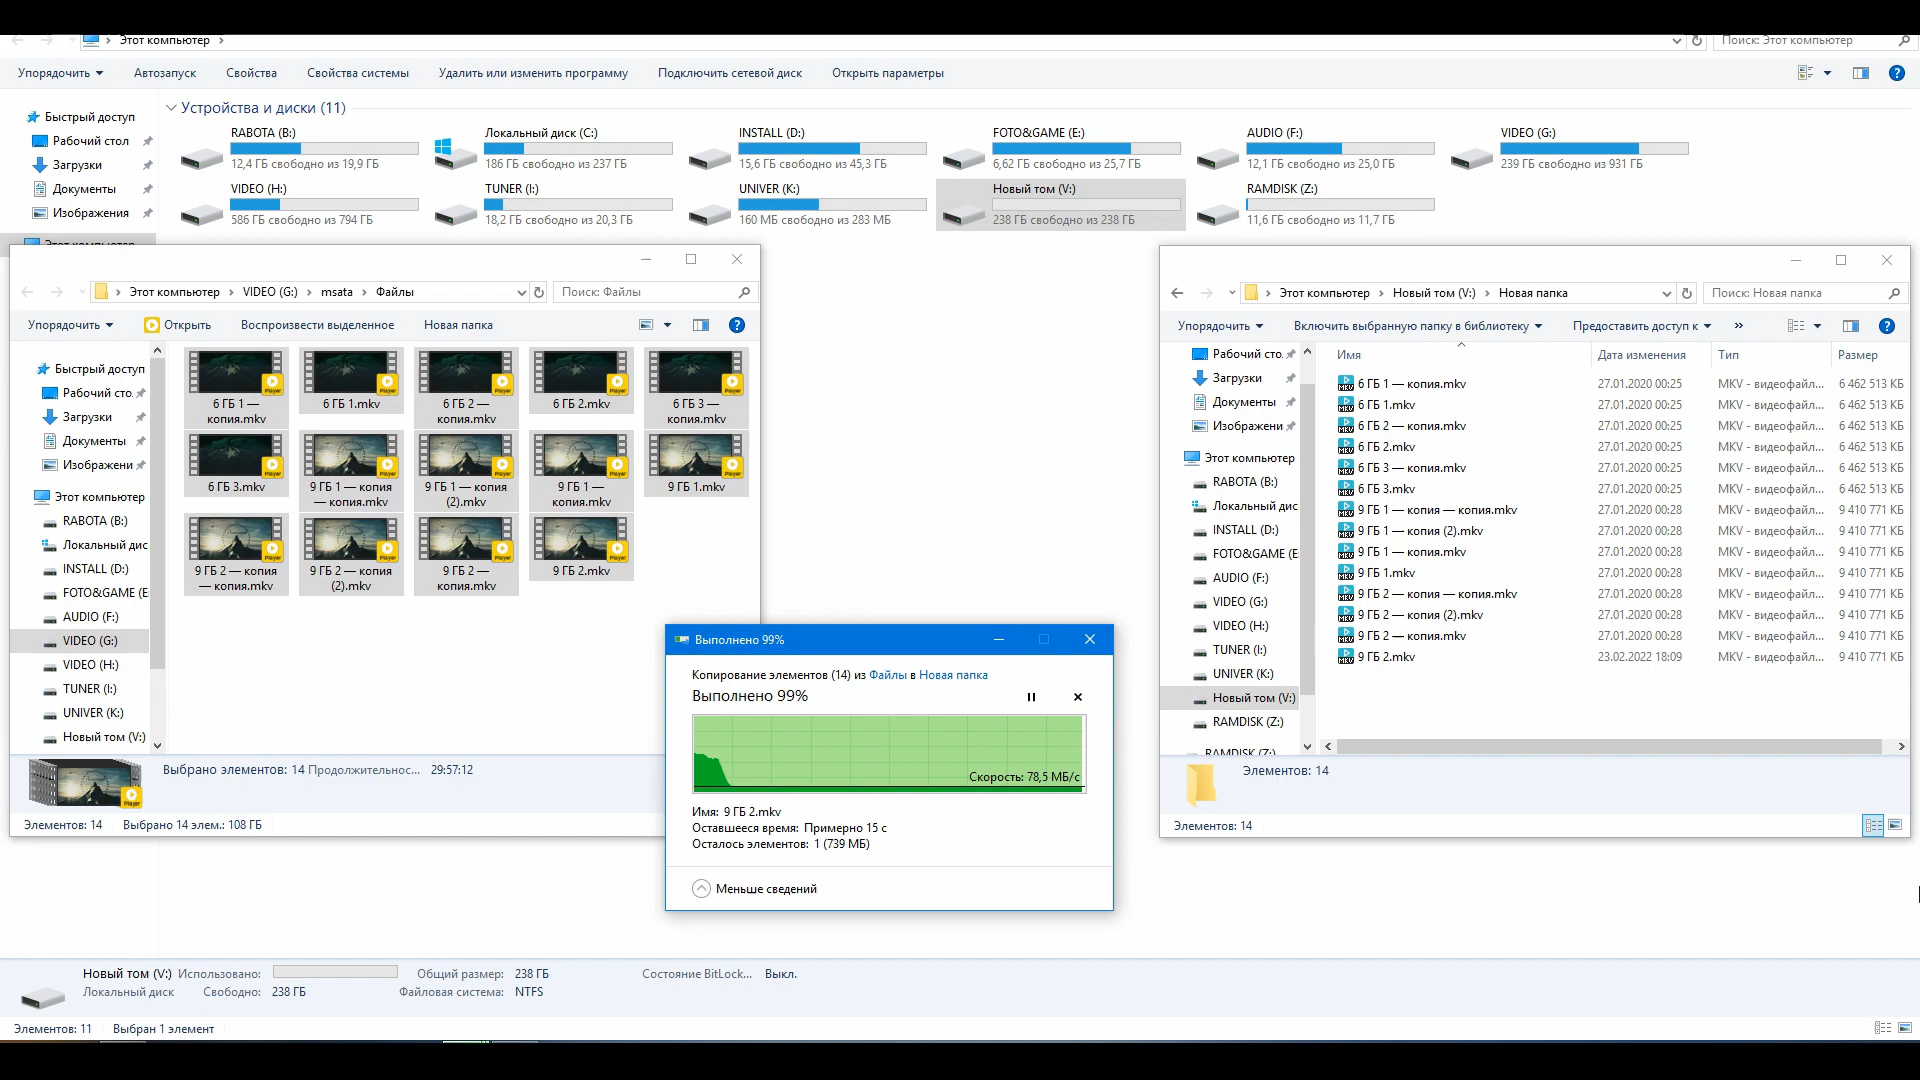 Этот компьютер
Поиск: Этот компьютер
Упорядочить Автозапуск Свойства Свойства системы Удалить или изменить программу Подключить сетевой диск Открыть параметры
Быстрый доступ
Рабочий стол
Загрузки
Документы
Изображения
Этот компьютер
Устройства и диски (11)
RABOTA (B:)
12,4 ГБ свободно из 19,9 ГБ
Локальный диск (C:)
186 ГБ свободно из 237 ГБ
INSTALL (D:)
15,6 ГБ свободно из 45,3 ГБ
FOTO&GAME (E:)
6,62 ГБ свободно из 25,7 ГБ
AUDIO (F:)
12,1 ГБ свободно из 25,0 ГБ
VIDEO (G:)
239 ГБ свободно из 931 ГБ
VIDEO (H:)
586 ГБ свободно из 794 ГБ
TUNER (I:)
18,2 ГБ свободно из 20,3 ГБ
UNIVER (K:)
160 МБ свободно из 283 МБ
Новый том (V:)
238 ГБ свободно из 238 ГБ
RAMDISK (Z:)
11,6 ГБ свободно из 11,7 ГБ
Этот компьютер VIDEO (G:) msata Файлы
Поиск: Файлы
Упорядочить Открыть Воспроизвести выделенное Новая папка
Быстрый доступ
Рабочий сто.
Загрузки
Документы
Изображени
Этот компьютер
RABOTA (B:)
Локальный дис
INSTALL (D:)
FOTO&GAME (E
AUDIO (F:)
VIDEO (G:)
VIDEO (H:)
TUNER (I:)
UNIVER (K:)
Новый том (V:)
6 ГБ 1 —
копия.mkv
6 ГБ 1.mkv
6 ГБ 2 —
копия.mkv
6 ГБ 2.mkv
6 ГБ 3 —
копия.mkv
6 ГБ 3.mkv
9 ГБ 1 — копия
— копия.mkv
9 ГБ 1 — копия
(2).mkv
9 ГБ 1 —
копия.mkv
9 ГБ 1.mkv
9 ГБ 2 — копия
— копия.mkv
9 ГБ 2 — копия
(2).mkv
9 ГБ 2 —
копия.mkv
9 ГБ 2.mkv
Выбрано элементов: 14 Продолжительнос... 29:57:12
Элементов: 14 Выбрано 14 элем.: 108 ГБ
Выполнено 99%
Копирование элементов (14) из Файлы в Новая папка
Выполнено 99%
Скорость: 78,5 МБ/с
Имя: 9 ГБ 2.mkv
Оставшееся время: Примерно 15 с
Осталось элементов: 1 (739 МБ)
Меньше сведений
Этот компьютер Новый том (V:) Новая папка
Поиск: Новая папка
Упорядочить Включить выбранную папку в библиотеку Предоставить доступ к »
Рабочий сто.
Загрузки
Документы
Изображени
Этот компьютер
RABOTA (B:)
Локальный дис
INSTALL (D:)
FOTO&GAME (E
AUDIO (F:)
VIDEO (G:)
VIDEO (H:)
TUNER (I:)
UNIVER (K:)
Новый том (V:)
RAMDISK (Z:)
RAMDISK (Z:)
Имя Дата изменения Тип Размер
6 ГБ 1 — копия.mkv 27.01.2020 00:25 MKV - видеофайл... 6 462 513 КБ
6 ГБ 1.mkv 27.01.2020 00:25 MKV - видеофайл... 6 462 513 КБ
6 ГБ 2 — копия.mkv 27.01.2020 00:25 MKV - видеофайл... 6 462 513 КБ
6 ГБ 2.mkv 27.01.2020 00:25 MKV - видеофайл... 6 462 513 КБ
6 ГБ 3 — копия.mkv 27.01.2020 00:25 MKV - видеофайл... 6 462 513 КБ
6 ГБ 3.mkv 27.01.2020 00:25 MKV - видеофайл... 6 462 513 КБ
9 ГБ 1 — копия — копия.mkv 27.01.2020 00:28 MKV - видеофайл... 9 410 771 КБ
9 ГБ 1 — копия (2).mkv 27.01.2020 00:28 MKV - видеофайл... 9 410 771 КБ
9 ГБ 1 — копия.mkv 27.01.2020 00:28 MKV - видеофайл... 9 410 771 КБ
9 ГБ 1.mkv 27.01.2020 00:28 MKV - видеофайл... 9 410 771 КБ
9 ГБ 2 — копия — копия.mkv 27.01.2020 00:28 MKV - видеофайл... 9 410 771 КБ
9 ГБ 2 — копия (2).mkv 27.01.2020 00:28 MKV - видеофайл... 9 410 771 КБ
9 ГБ 2 — копия.mkv 27.01.2020 00:28 MKV - видеофайл... 9 410 771 КБ
9 ГБ 2.mkv 23.02.2022 18:09 MKV - видеофайл... 9 410 771 КБ
Элементов: 14
Элементов: 14
Новый том (V:) Использовано: Общий размер: 238 ГБ Состояние BitLock... Выкл.
Локальный диск Свободно: 238 ГБ Файловая система: NTFS
Элементов: 11 Выбран 1 элемент